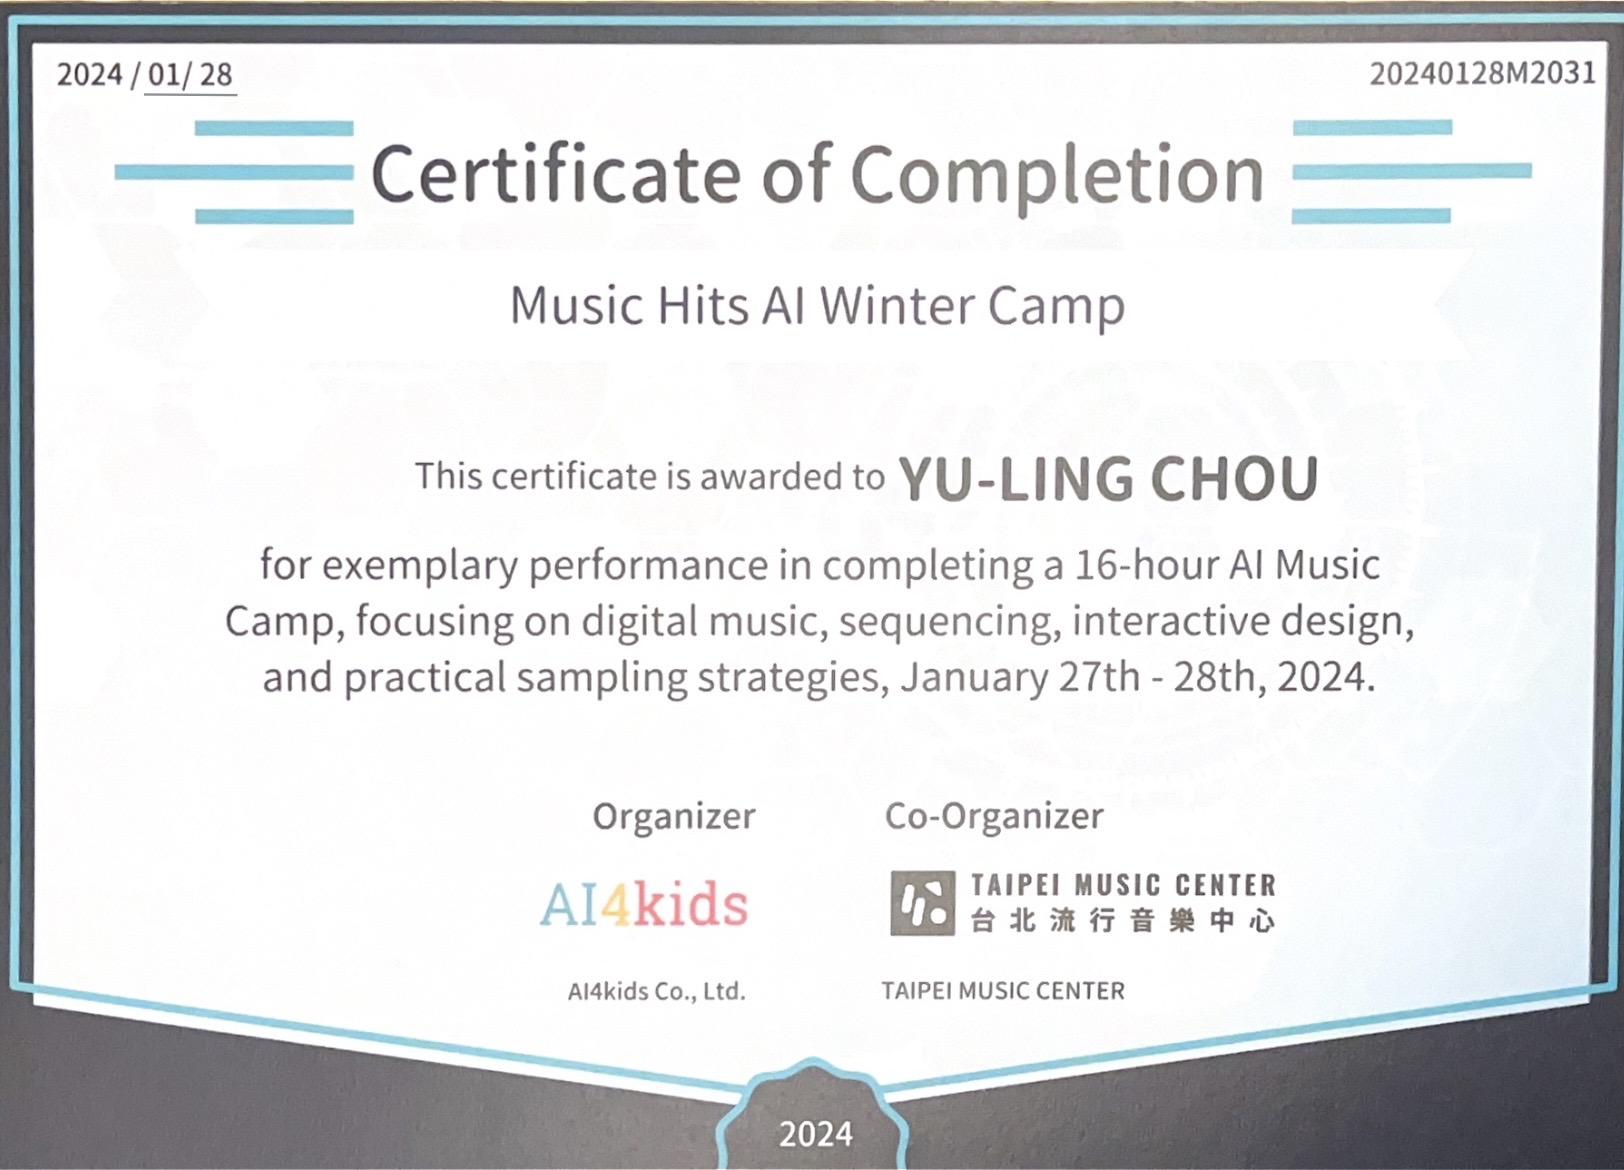 2024 / 01/ 28
20240128M2031
Certificate of Completion
Music Hits AI Winter Camp
This certificate is awarded to YU-LING CHOU
for exemplary performance in completing a 16-hour AI Music
Camp, focusing on digital music, sequencing, interactive design,
and practical sampling strategies, January 27th - 28th, 2024.
Organizer
Co-Organizer
AI4kids
TAIPEI MUSIC CENTER
台北流行音樂中心
AI4kids Co., Ltd.
TAIPEI MUSIC CENTER
2024